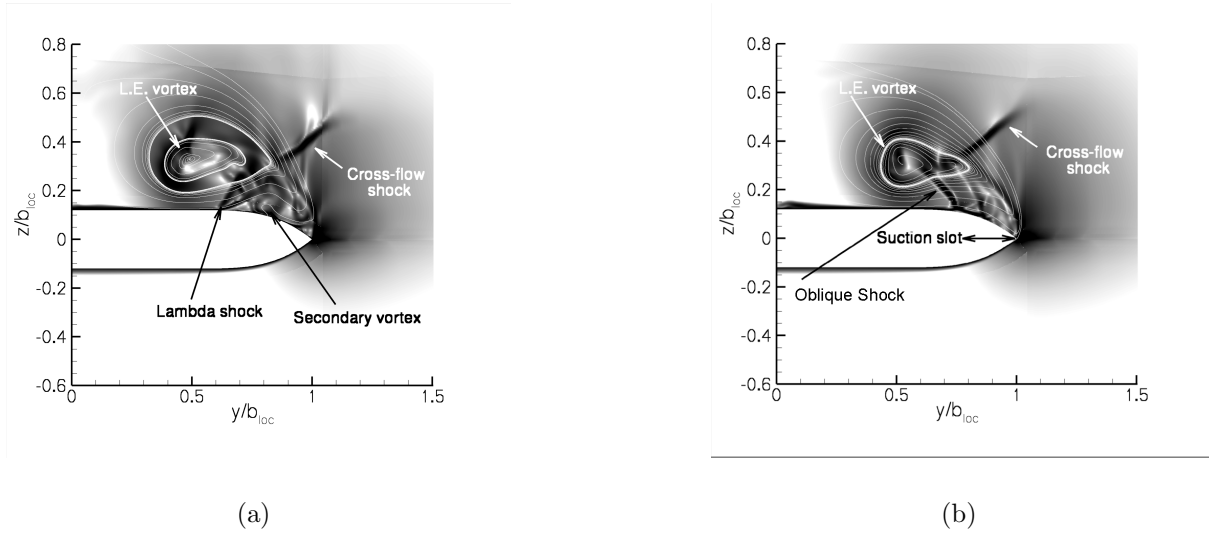 0.8
0.6
0.4
0.2
0
-0.2
-0.4
-0.6
z/b_loc
0
0.5
1
1.5
y/b_loc
L.E. vortex
Cross-flow
shock
Lambda shock
Secondary vortex
(a)
0.8
0.6
0.4
0.2
0
-0.2
-0.4
-0.6
z/b_loc
0
0.5
1
1.5
y/b_loc
L.E. vortex
Cross-flow
shock
Suction slot
Oblique Shock
(b)